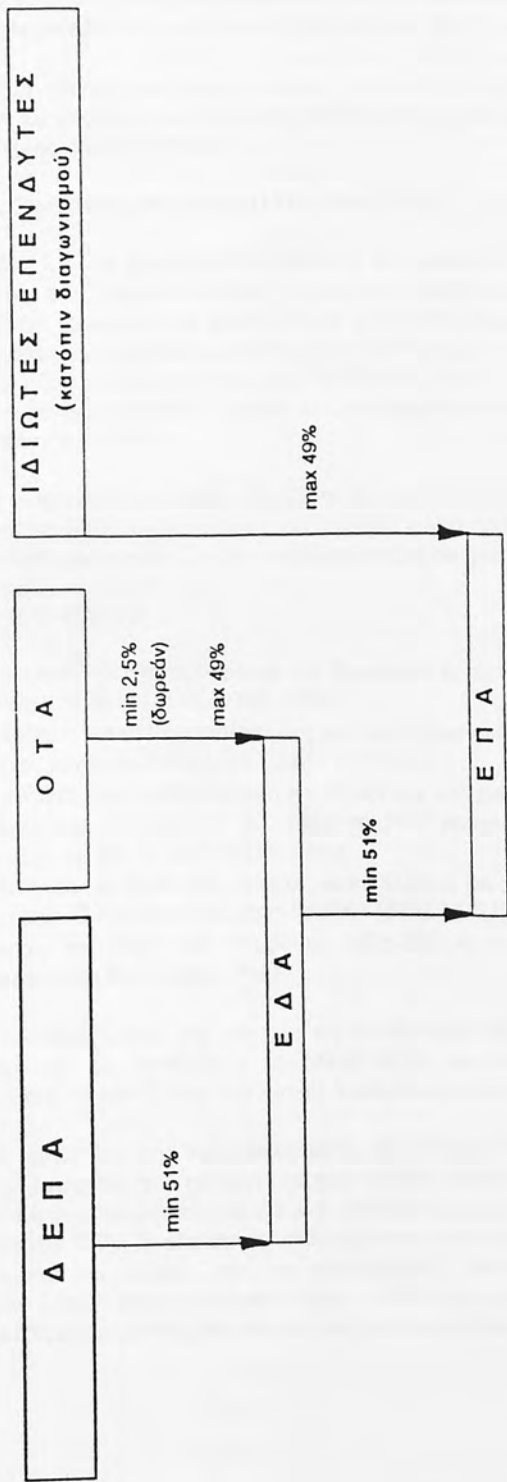 ΔΕΠΑ
ΟΤΑ
ΙΔΙΩΤΕΣ ΕΠΕΝΔΥΤΕΣ
(κατόπιν διαγωνισμού)
min 51%
min 2,5%
(δωρεάν)
max 49%
max 49%
ΕΔΑ
min 51%
ΕΠΑ